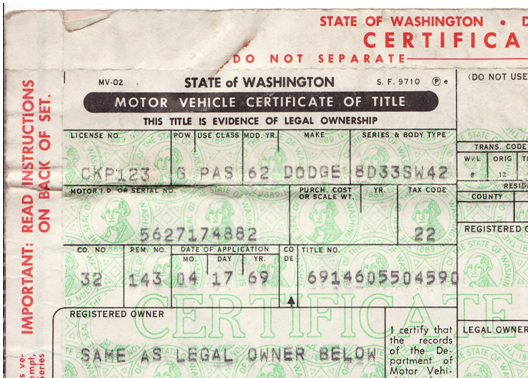 STATE OF WASHINGTON •
CERTIFICA
DO NOT SEPARATE
MV-02 STATE of WASHINGTON S. F. 9710 (DO NOT USE
MOTOR VEHICLE CERTIFICATE OF TITLE
THIS TITLE IS EVIDENCE OF LEGAL OWNERSHIP
IMPORTANT: READ INSTRUCTIONS
ON BACK OF SET.
LICENSE NO. POW. USE CLASS MOD. YR. MAKE SERIES & BODY TYPE
CKP123 G PAS 62 DODGE 8D33SW42
TRANS. CODE
W/L ORIG
12
MOTOR I.D. OR SERIAL NO. PURCH. COST OR SCALE WT. YR. TAX CODE
5627174882 22
COUNTY
REGISTERED
CO. NO. REM. NO. DATE OF APPLICATION CODE TITLE NO.
MO. DAY YR.
32 143 04 17 69 6914605504590
CERTIFICATE
REGISTERED OWNER
SAME AS LEGAL OWNER BELOW
I certify that
the records
of the De-
partment of
Motor Vehi-
LEGAL OWNER